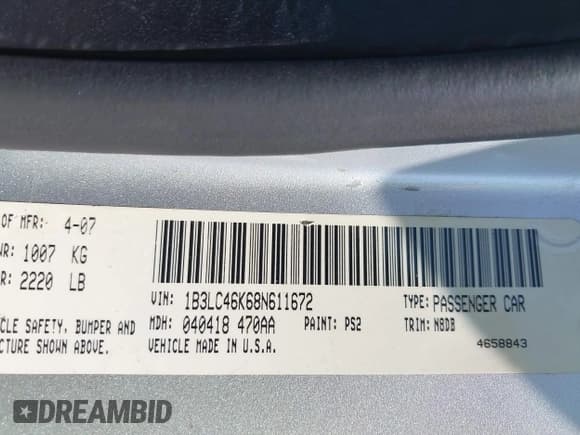 OF MFR: 4-07
WR: 1007 KG
R: 2220 LB
VIN: 1B3LC46K68N611672
TYPE: PASSENGER CAR
MDH: 040418 470AA
PAINT: PS2
TRIM: N8DB
CLE SAFETY, BUMPER AND
CTURE SHOWN ABOVE.
VEHICLE MADE IN U.S.A.
4658843
DREAMBID